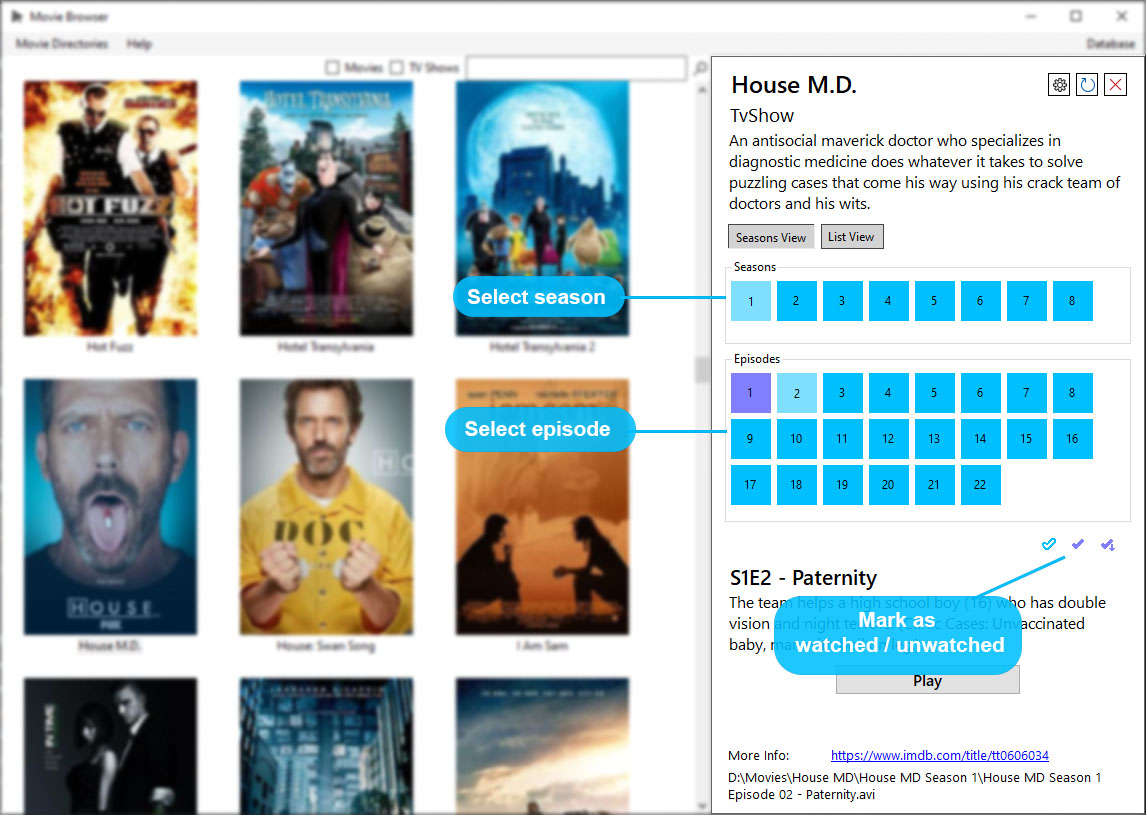 Movie Browser
Movie Directories Help
Database
Movies TV Shows
HOT FUZZ
Hot Fuzz
HOTEL TRANSYLVANIA
Hotel Transylvania
Hotel Transylvania 2
Select season
HOUSE
FOX
House M.D.
DOC
House: Swan Song
SEAN PENN
i am sam
I Am Sam
Select episode
IN TIME
House M.D.
TvShow
An antisocial maverick doctor who specializes in
diagnostic medicine does whatever it takes to solve
puzzling cases that come his way using his crack team of
doctors and his wits.
Seasons View List View
Seasons
1 2 3 4 5 6 7 8
Episodes
1 2 3 4 5 6 7 8
9 10 11 12 13 14 15 16
17 18 19 20 21 22
S1E2 - Paternity
The team helps a high school boy (16) who has double
vision and night Cases: Unvaccinated
baby,
Mark as
watched / unwatched
Play
More Info: https://www.imdb.com/title/tt0606034
D:\Movies\House MD\House MD Season 1\House MD Season 1
Episode 02 - Paternity.avi